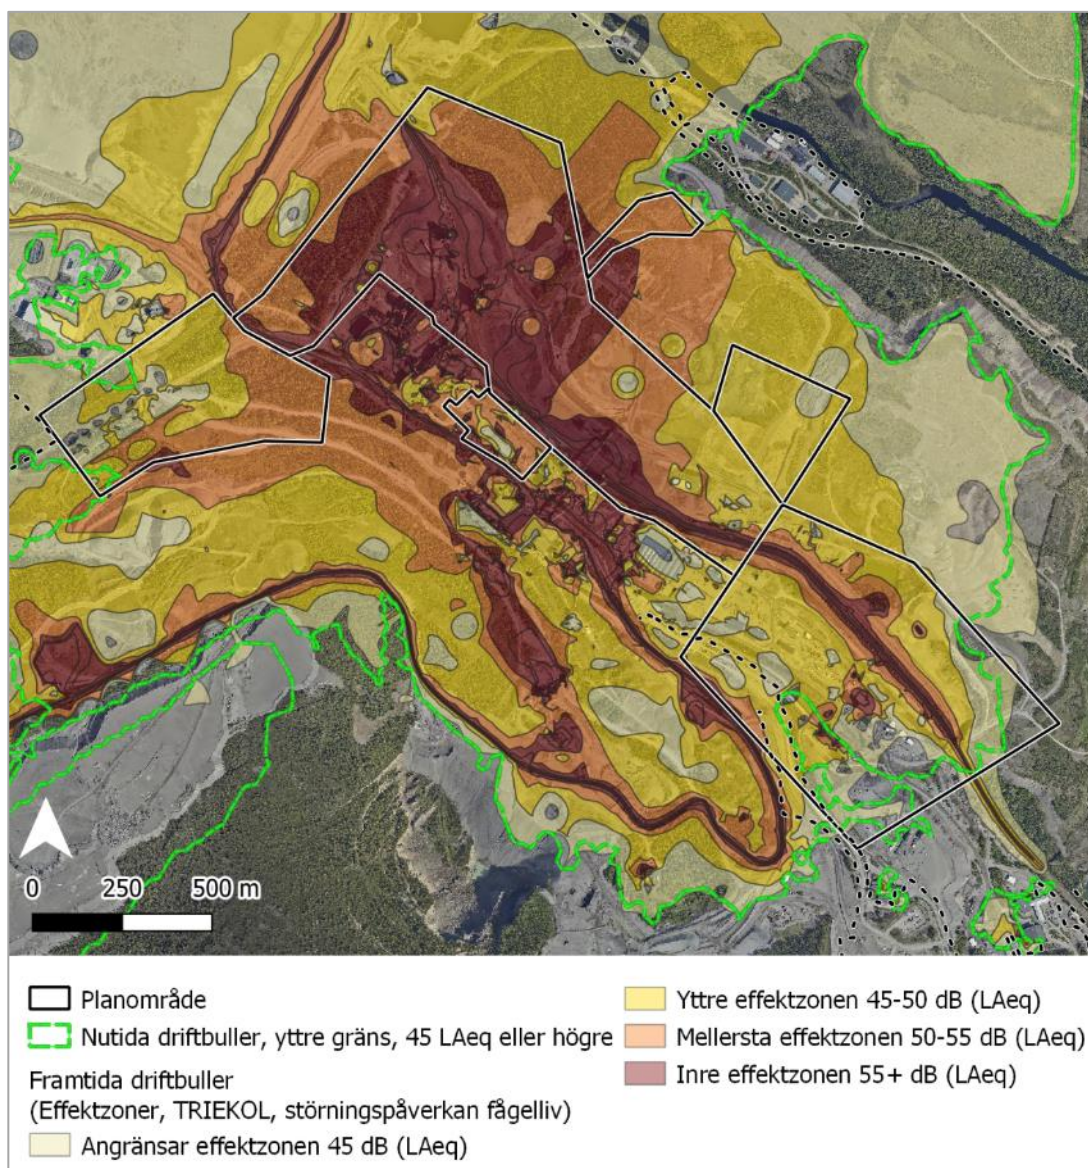 0 250 500 m
Planområde
Nutida driftbuller, yttre gräns, 45 LAeq eller högre
Framtida driftbuller
(Effektzoner, TRIEKOL, störningspåverkan fågelliv)
Angränsar effektzonen 45 dB (LAeq)
Yttre effektzonen 45-50 dB (LAeq)
Mellersta effektzonen 50-55 dB (LAeq)
Inre effektzonen 55+ dB (LAeq)